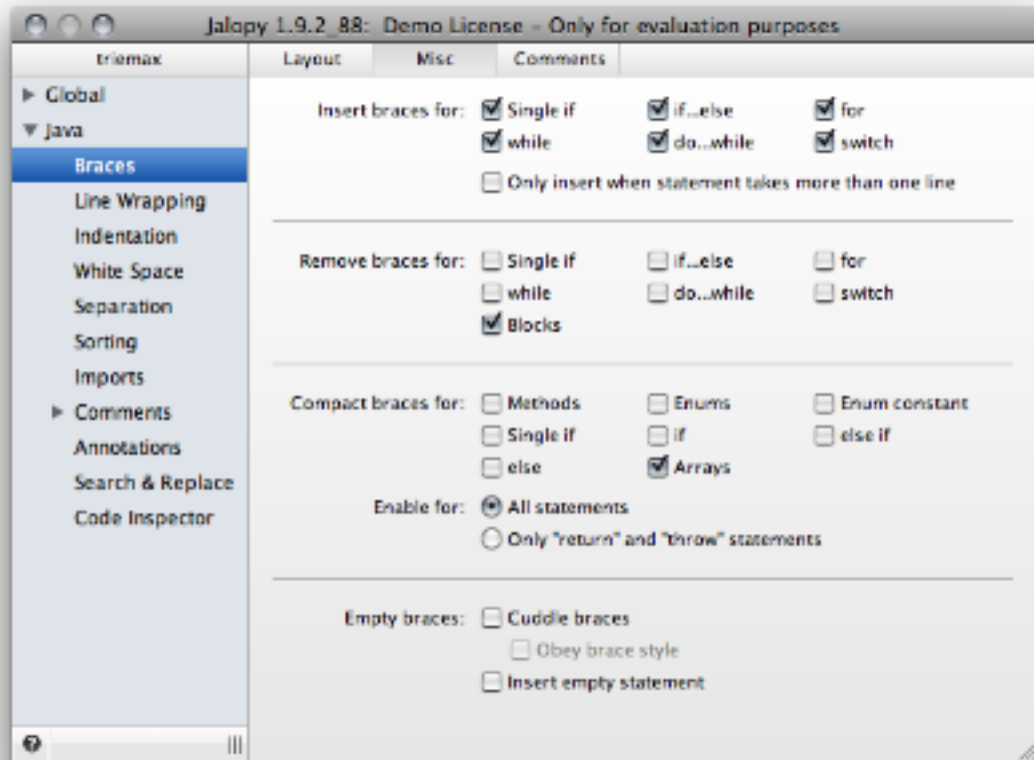 Jalopy 1.9.2_88: Demo License - Only for evaluation purposes
triemax
Layout Misc Comments
Global
Java
Braces
Line Wrapping
Indentation
White Space
Separation
Sorting
Imports
Comments
Annotations
Search & Replace
Code Inspector
Insert braces for: Single if if...else for
while do...while switch
Only insert when statement takes more than one line
Remove braces for: Single if if...else for
while do...while switch
Blocks
Compact braces for: Methods Enums Enum constant
Single if if else if
else Arrays
Enable for: All statements
Only "return" and "throw" statements
Empty braces: Cuddle braces
Obey brace style
Insert empty statement
?